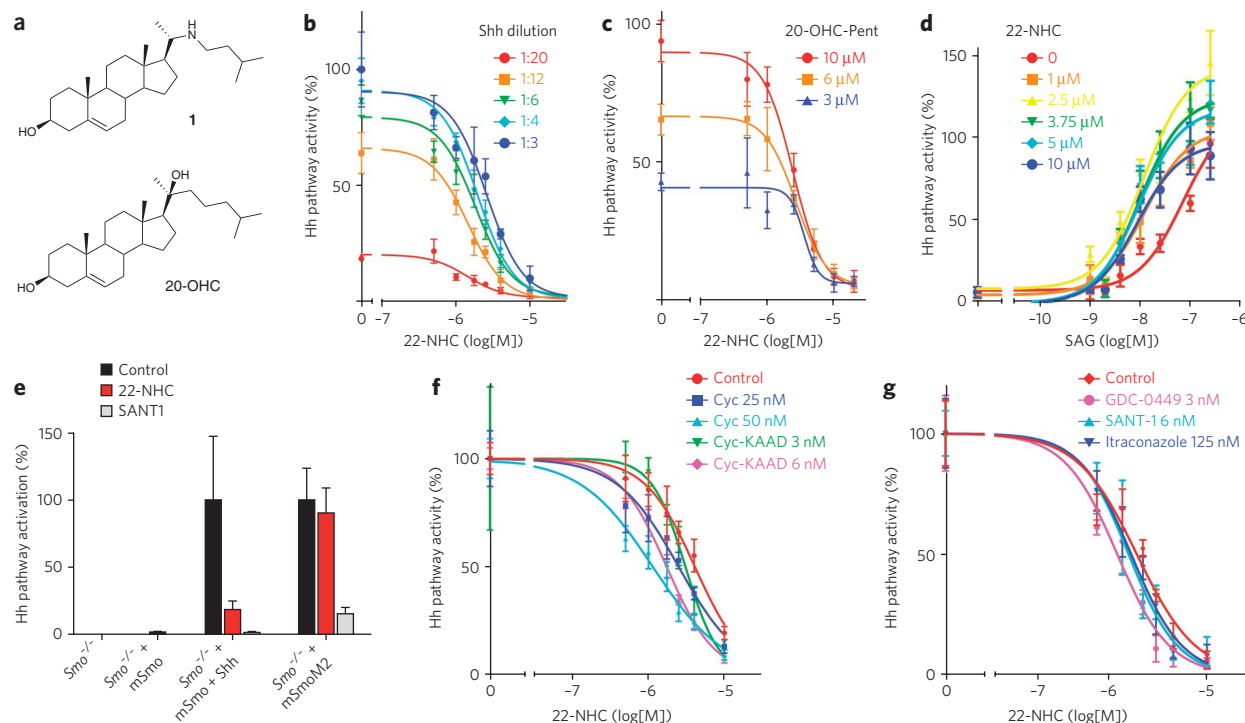 a
H
N
HO
1
OH
HO
20-OHC
b
Shh dilution
1:20
1:12
1:6
1:4
1:3
Hh pathway activity (%)
100
50
0
0
–6
–5
22-NHC (log[M])
c
20-OHC-Pent
10 μM
6 μM
3 μM
Hh pathway activity (%)
100
50
0
0
–7
–6
–5
22-NHC (log[M])
d
22-NHC
0
1 μM
2.5 μM
3.75 μM
5 μM
10 μM
Hh pathway activity (%)
150
100
50
0
–10
–9
–8
–7
–6
SAG (log[M])
e
Control
22-NHC
SANT1
Hh pathway activation (%)
150
100
50
0
Smo–/–
Smo–/– +
mSmo
Smo–/– +
mSmo + Shh
Smo–/– +
mSmoM2
f
Control
Cyc 25 nM
Cyc 50 nM
Cyc-KAAD 3 nM
Cyc-KAAD 6 nM
Hh pathway activity (%)
100
50
0
0
–7
–6
–5
22-NHC (log[M])
g
Control
GDC-0449 3 nM
SANT-1 6 nM
Itraconazole 125 nM
Hh pathway activity (%)
100
50
0
0
–7
–6
–5
22-NHC (log[M])